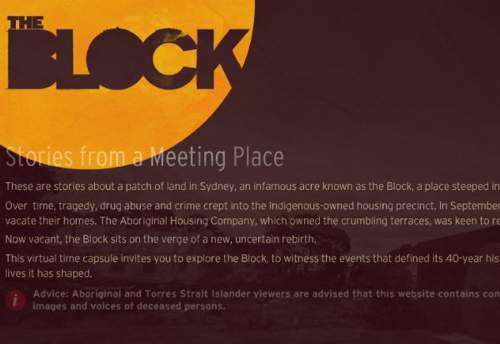 THE
BLOCK
Stories from a Meeting Place
These are stories about a patch of land in Sydney, an infamous acre known as the Block, a place steeped in
Over time, tragedy, drug abuse and crime crept into the Indigenous-owned housing precinct. In September
vacate their homes. The Aboriginal Housing Company, which owned the crumbling terraces, was keen to re
Now vacant, the Block sits on the verge of a new, uncertain rebirth.
This virtual time capsule invites you to explore the Block, to witness the events that defined its 40-year his
lives it has shaped.
i
Advice: Aboriginal and Torres Strait Islander viewers are advised that this website contains con
images and voices of deceased persons.